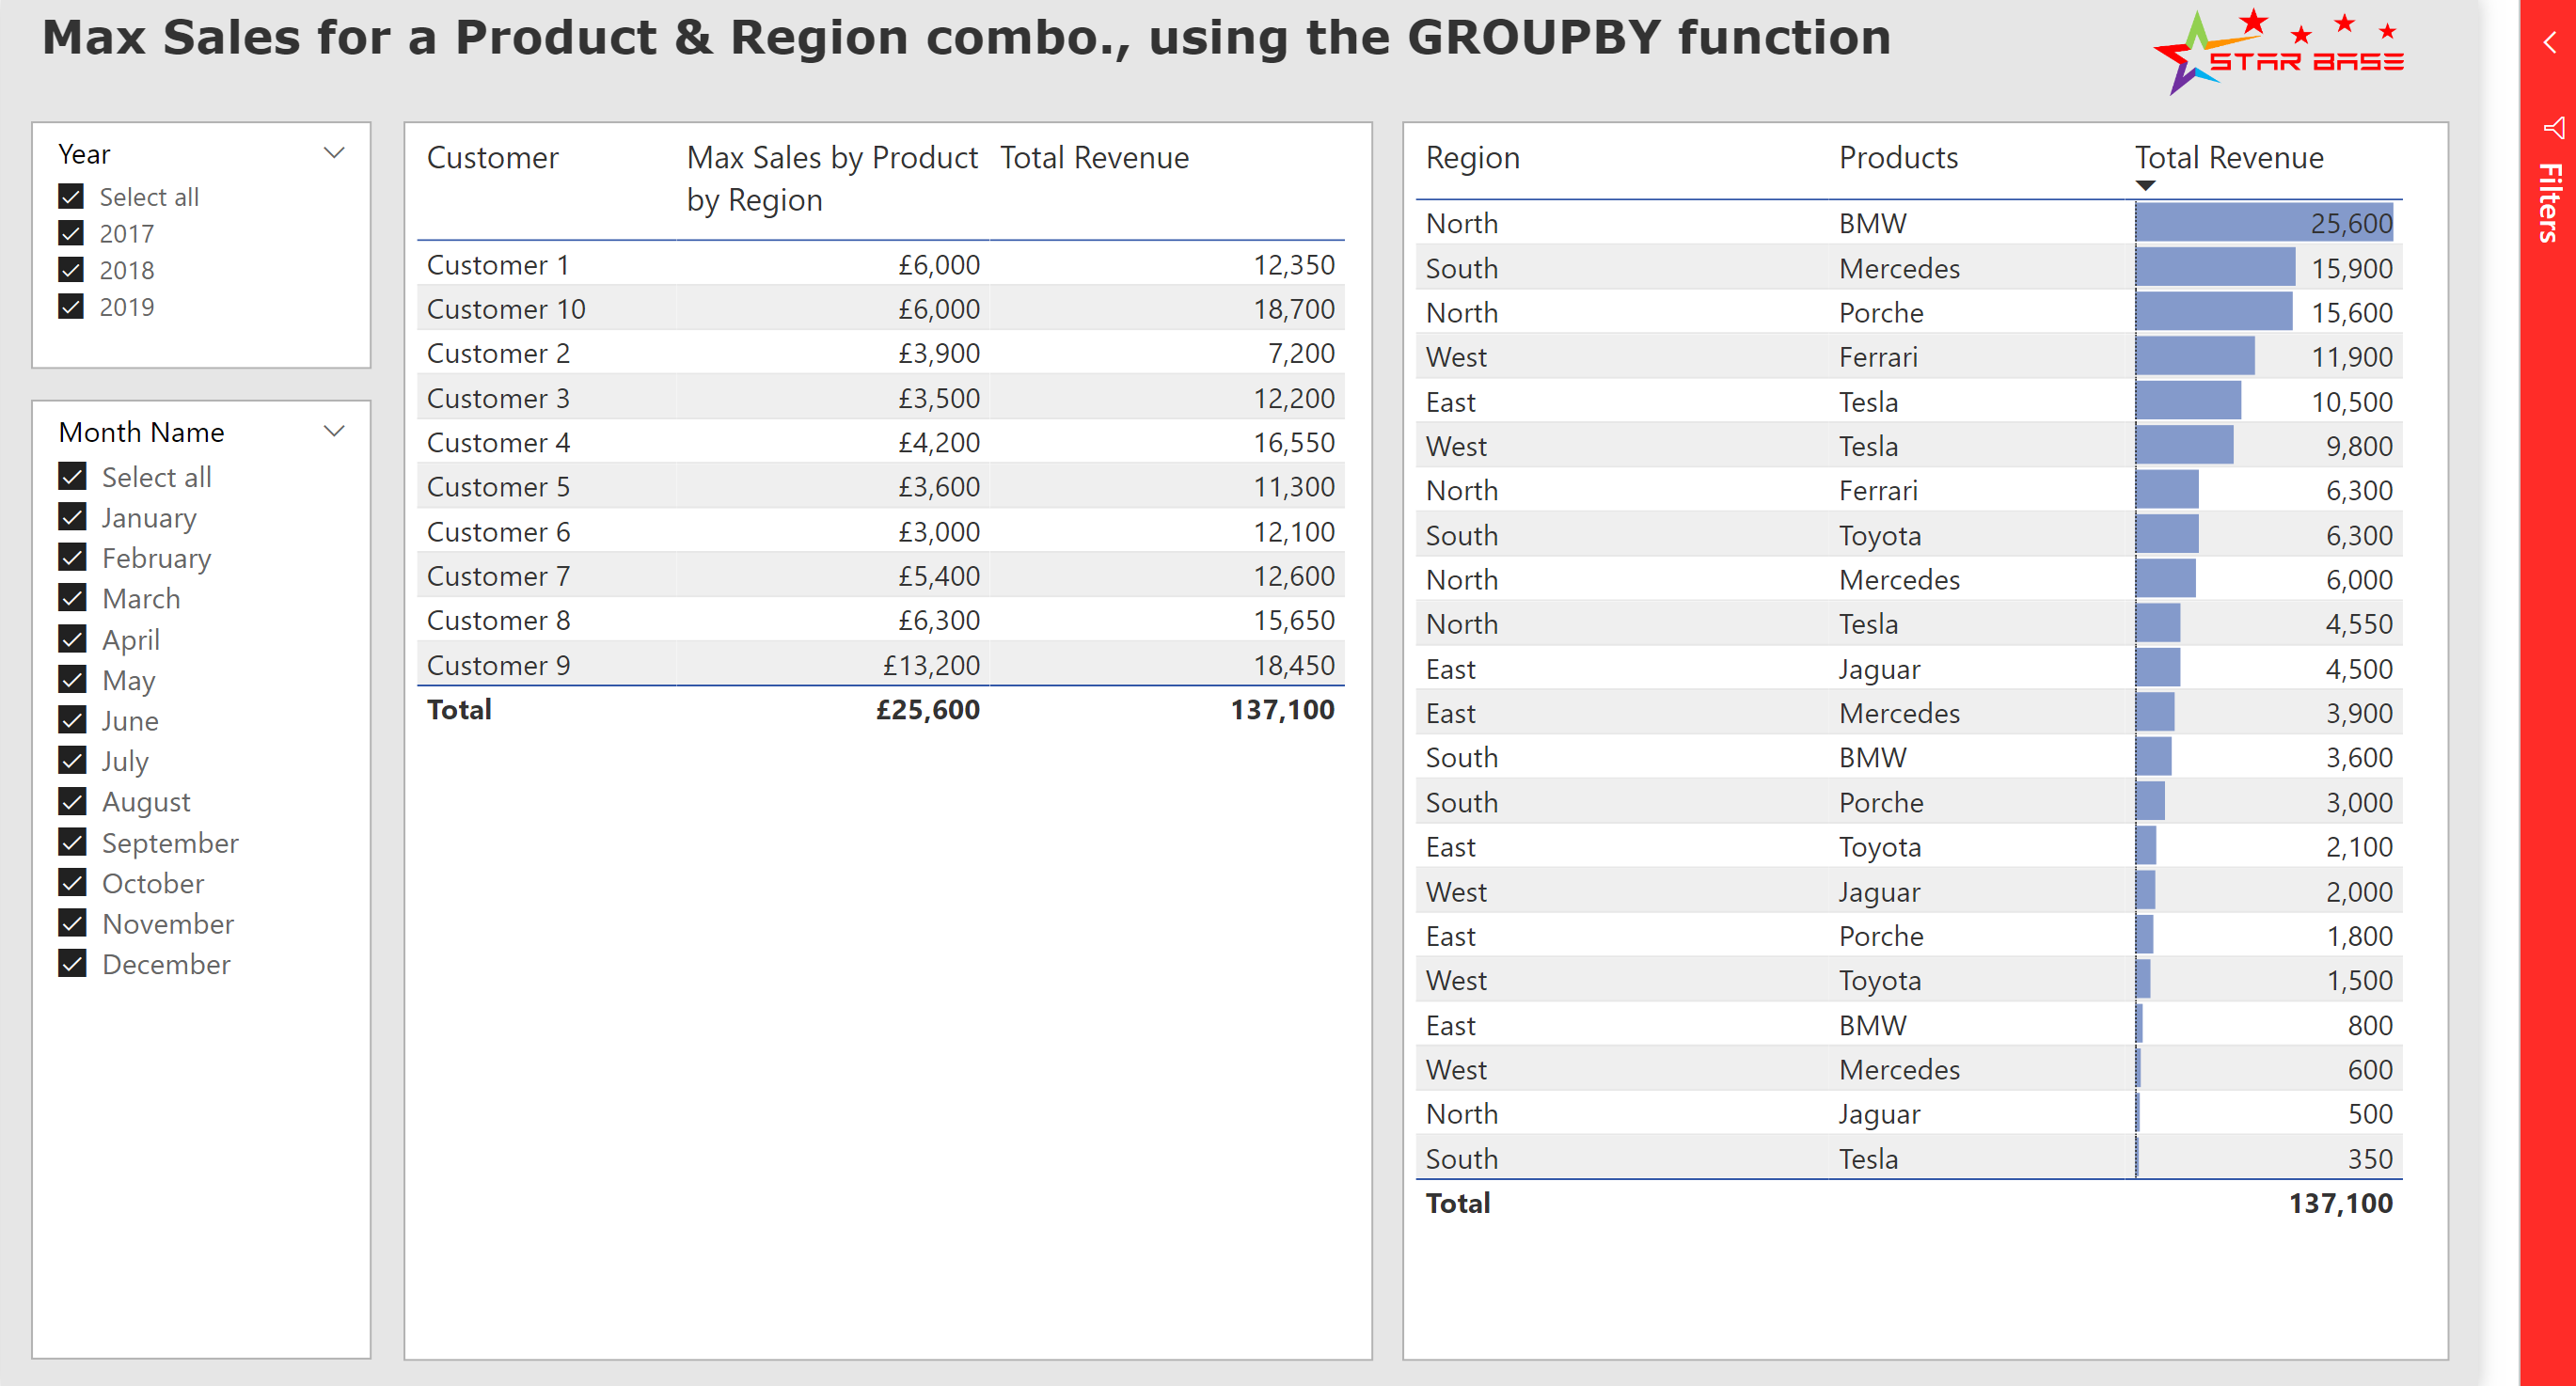 Max Sales for a Product & Region combo., using the GROUPBY function
STAR BASE
Filters
Year
Select all
2017
2018
2019
Month Name
Select all
January
February
March
April
May
June
July
August
September
October
November
December
Customer Max Sales by Product by Region Total Revenue
Customer 1 £6,000 12,350
Customer 10 £6,000 18,700
Customer 2 £3,900 7,200
Customer 3 £3,500 12,200
Customer 4 £4,200 16,550
Customer 5 £3,600 11,300
Customer 6 £3,000 12,100
Customer 7 £5,400 12,600
Customer 8 £6,300 15,650
Customer 9 £13,200 18,450
Total £25,600 137,100
Region Products Total Revenue
North BMW 25,600
South Mercedes 15,900
North Porche 15,600
West Ferrari 11,900
East Tesla 10,500
West Tesla 9,800
North Ferrari 6,300
South Toyota 6,300
North Mercedes 6,000
North Tesla 4,550
East Jaguar 4,500
East Mercedes 3,900
South BMW 3,600
South Porche 3,000
East Toyota 2,100
West Jaguar 2,000
East Porche 1,800
West Toyota 1,500
East BMW 800
West Mercedes 600
North Jaguar 500
South Tesla 350
Total 137,100